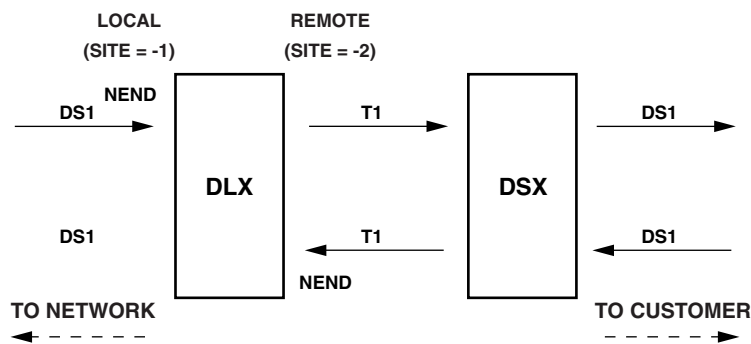 LOCAL REMOTE
(SITE = -1) (SITE = -2)
NEND
DS1 T1 DS1
DLX DSX
DS1 T1 DS1
NEND
TO NETWORK TO CUSTOMER